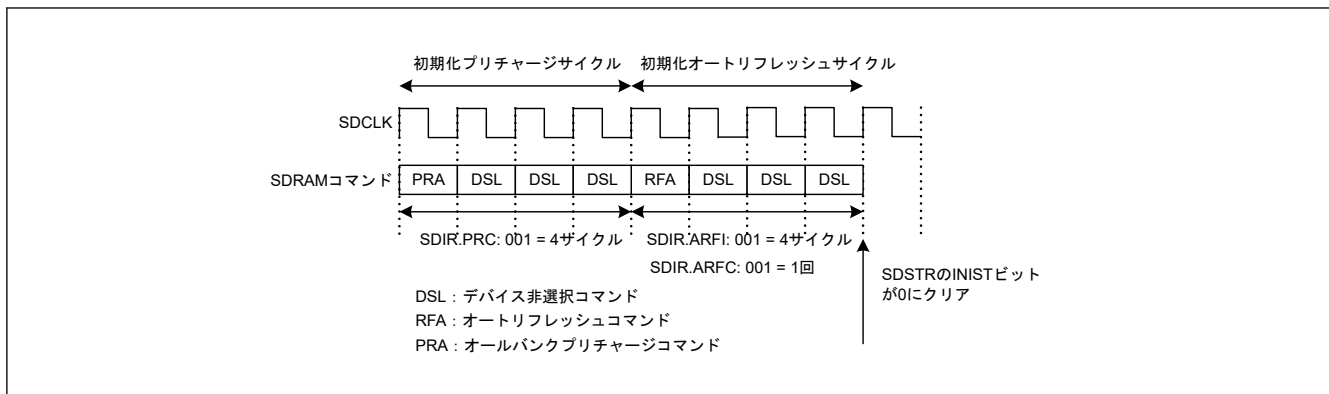 初期化プリチャージサイクル 初期化オートリフレッシュサイクル
SDCLK
SDRAMコマンド PRA DSL DSL DSL RFA DSL DSL DSL
SDIR.PRC: 001 = 4サイクル SDIR.ARFI: 001 = 4サイクル
SDIR.ARFC: 001 = 1回
SDSTRのINISTビット
が0にクリア
DSL：デバイス非選択コマンド
RFA：オートリフレッシュコマンド
PRA：オールバンクプリチャージコマンド